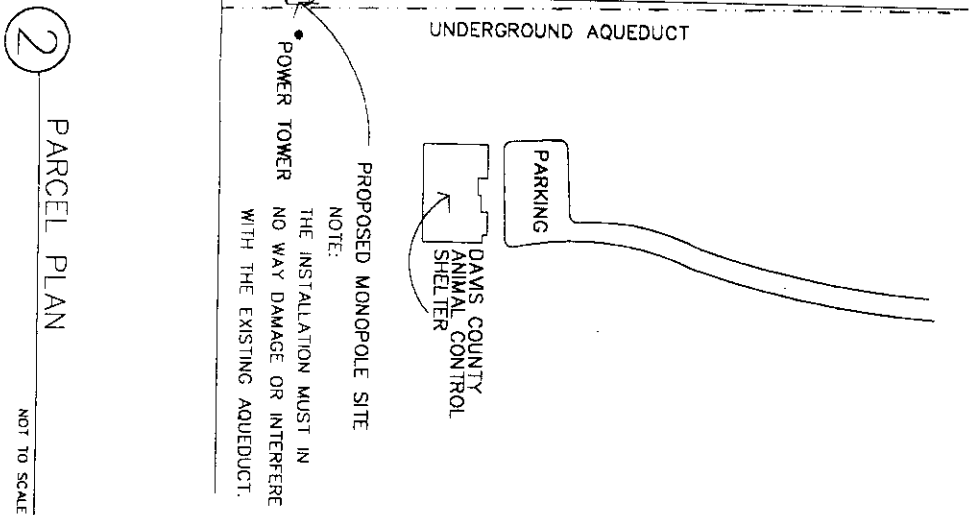 UNDERGROUND AQUEDUCT
POWER TOWER
PARKING
DAVIS COUNTY
ANIMAL CONTROL
SHELTER
PROPOSED MONOPOLE SITE
NOTE:
THE INSTALLATION MUST IN
NO WAY DAMAGE OR INTERFERE
WITH THE EXISTING AQUEDUCT.
2
PARCEL PLAN
NOT TO SCALE